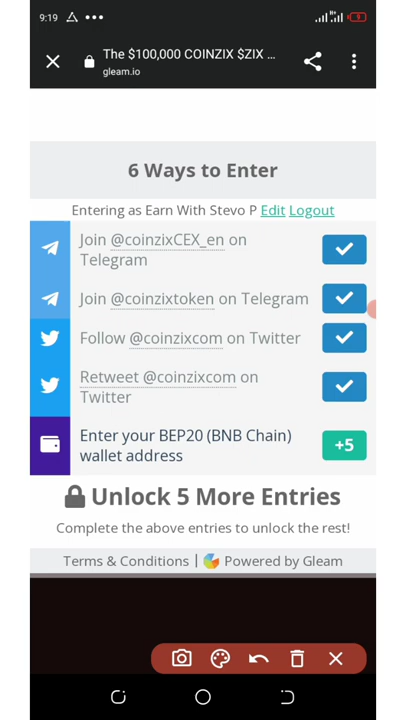 9:19
The $100,000 COINZIX $ZIX ...
gleam.io
6 Ways to Enter
Entering as Earn With Stevo P Edit Logout
Join @coinzixCEX_en on
Telegram
Join @coinzixtoken on Telegram
Follow @coinzixcom on Twitter
Retweet @coinzixcom on
Twitter
Enter your BEP20 (BNB Chain)
wallet address
+5
Unlock 5 More Entries
Complete the above entries to unlock the rest!
Terms & Conditions | Powered by Gleam